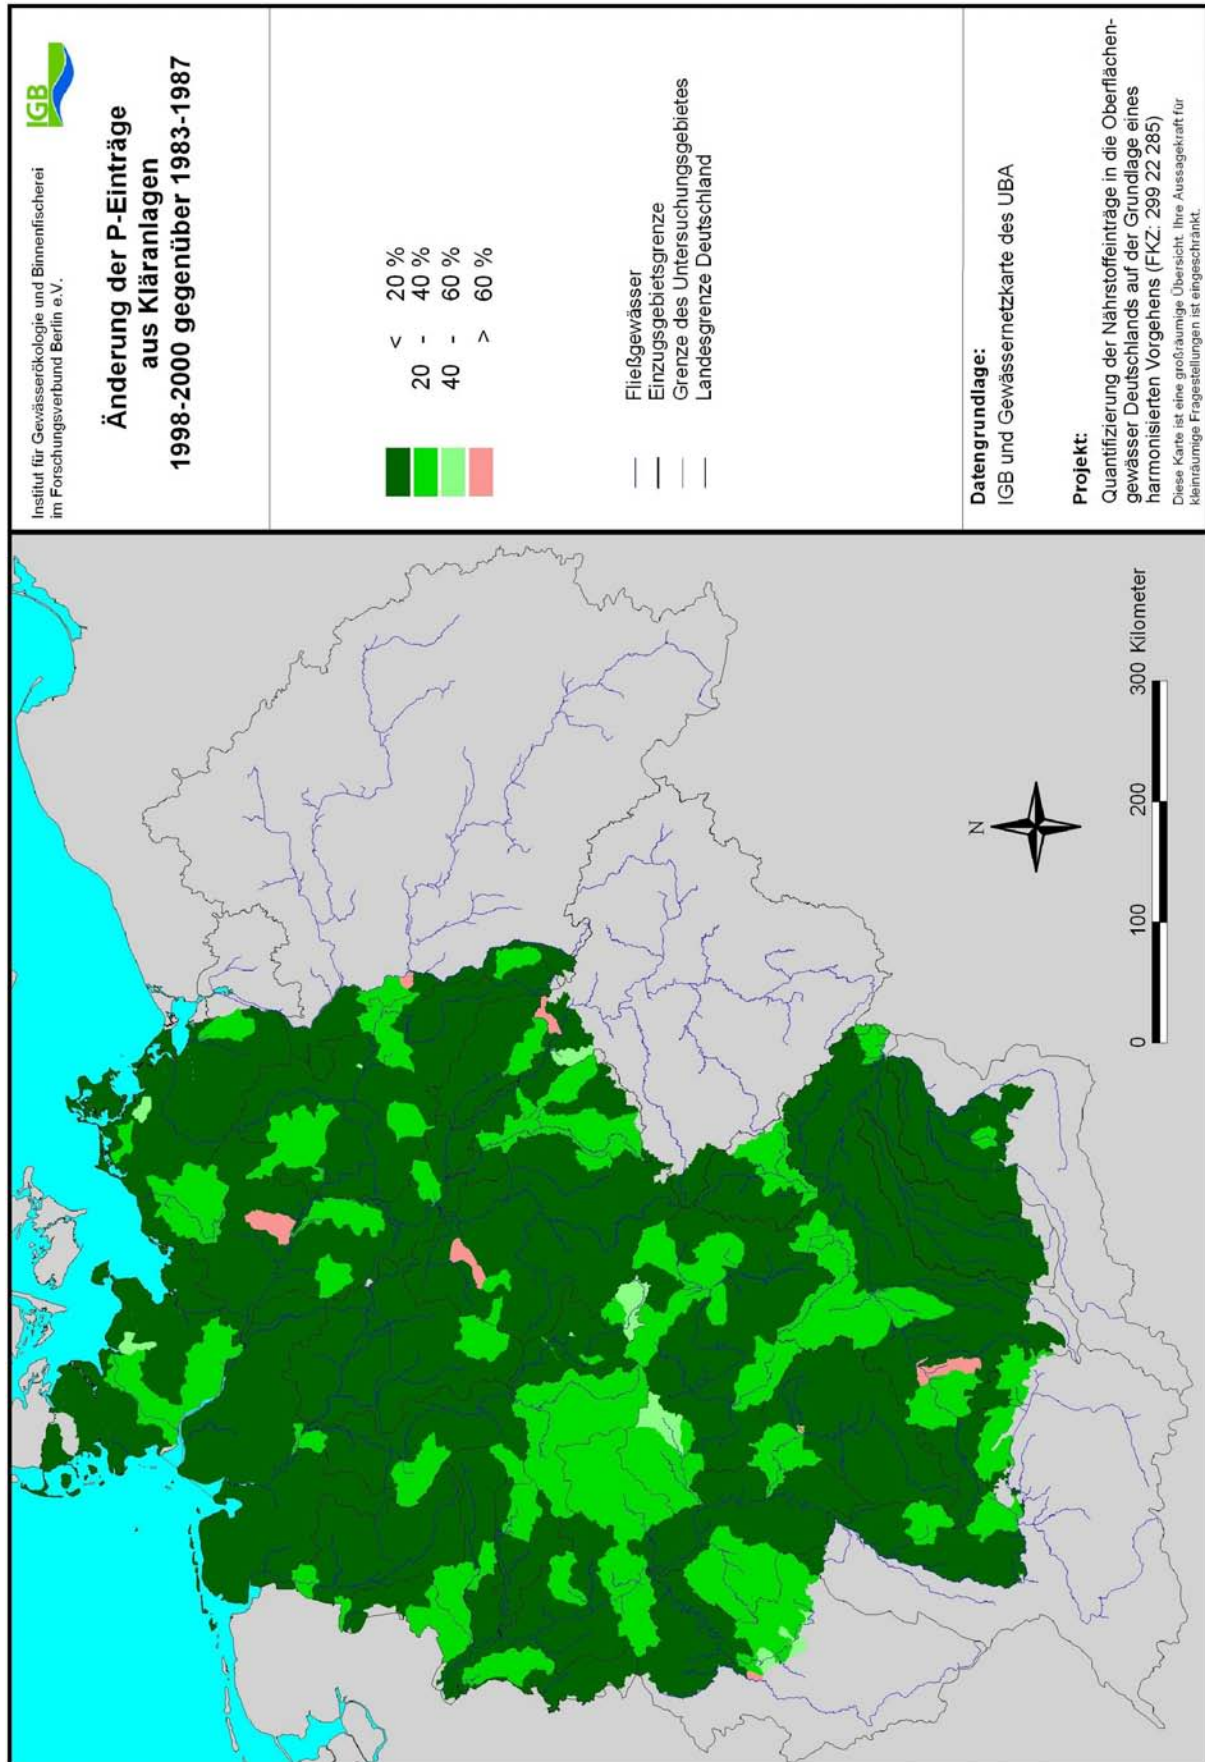 Institut für Gewässerökologie und Binnenfischerei
im Forschungsverbund Berlin e.V.
IGB
Änderung der P-Einträge
aus Kläranlagen
1998-2000 gegenüber 1983-1987
< 20 %
20 - 40 %
40 - 60 %
> 60 %
Fließgewässer
Einzugsgebietsgrenze
Grenze des Untersuchungsgebietes
Landesgrenze Deutschland
Datengrundlage:
IGB und Gewässernetzkarte des UBA
Projekt:
Quantifizierung der Nährstoffeinträge in die Oberflächen-
gewässer Deutschlands auf der Grundlage eines
harmonisierten Vorgehens (FKZ: 299 22 285)
Diese Karte ist eine großräumige Übersicht. Ihre Aussagekraft für
kleinräumige Fragestellungen ist eingeschränkt.
N
0 100 200 300 Kilometer